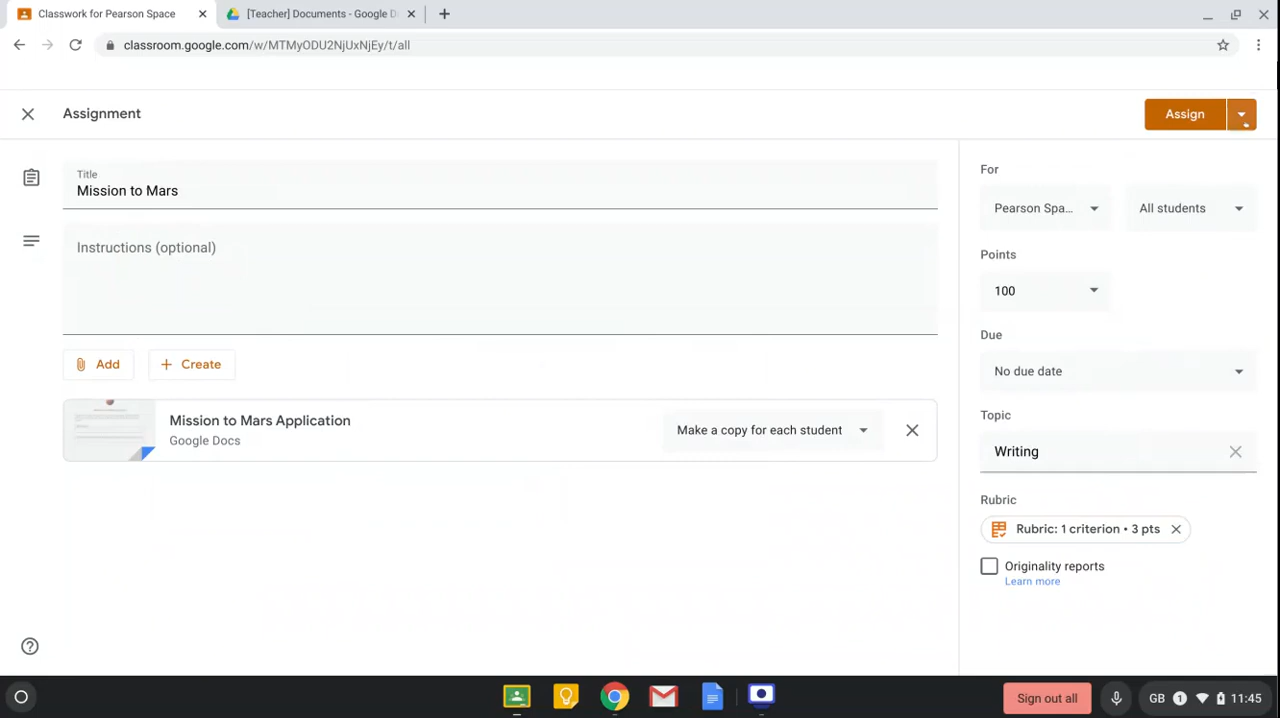 Classwork for Pearson Space
[Teacher] Documents - Google D
classroom.google.com/w/MTMyODU2NjUxNjEy/t/all
Assignment
Assign
Title
Mission to Mars
Instructions (optional)
Add
Create
Mission to Mars Application
Google Docs
Make a copy for each student
For
Pearson Spa...
All students
Points
100
Due
No due date
Topic
Writing
Rubric
Rubric: 1 criterion • 3 pts
Originality reports
Learn more
Sign out all
GB
1
11:45